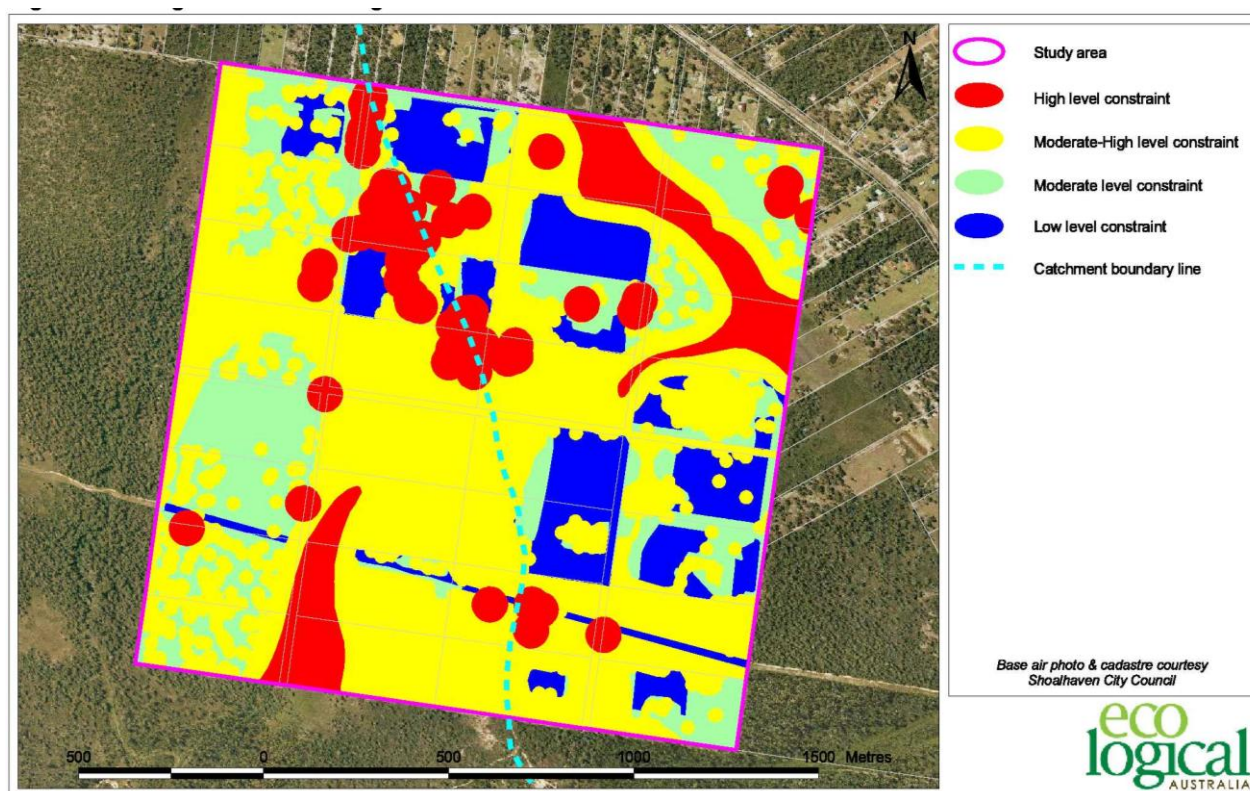 N
Study area
High level constraint
Moderate-High level constraint
Moderate level constraint
Low level constraint
Catchment boundary line
Base air photo & cadastre courtesy
Shoalhaven City Council
500 0 500 1000 1500 Metres
eco
logical
AUSTRALIA